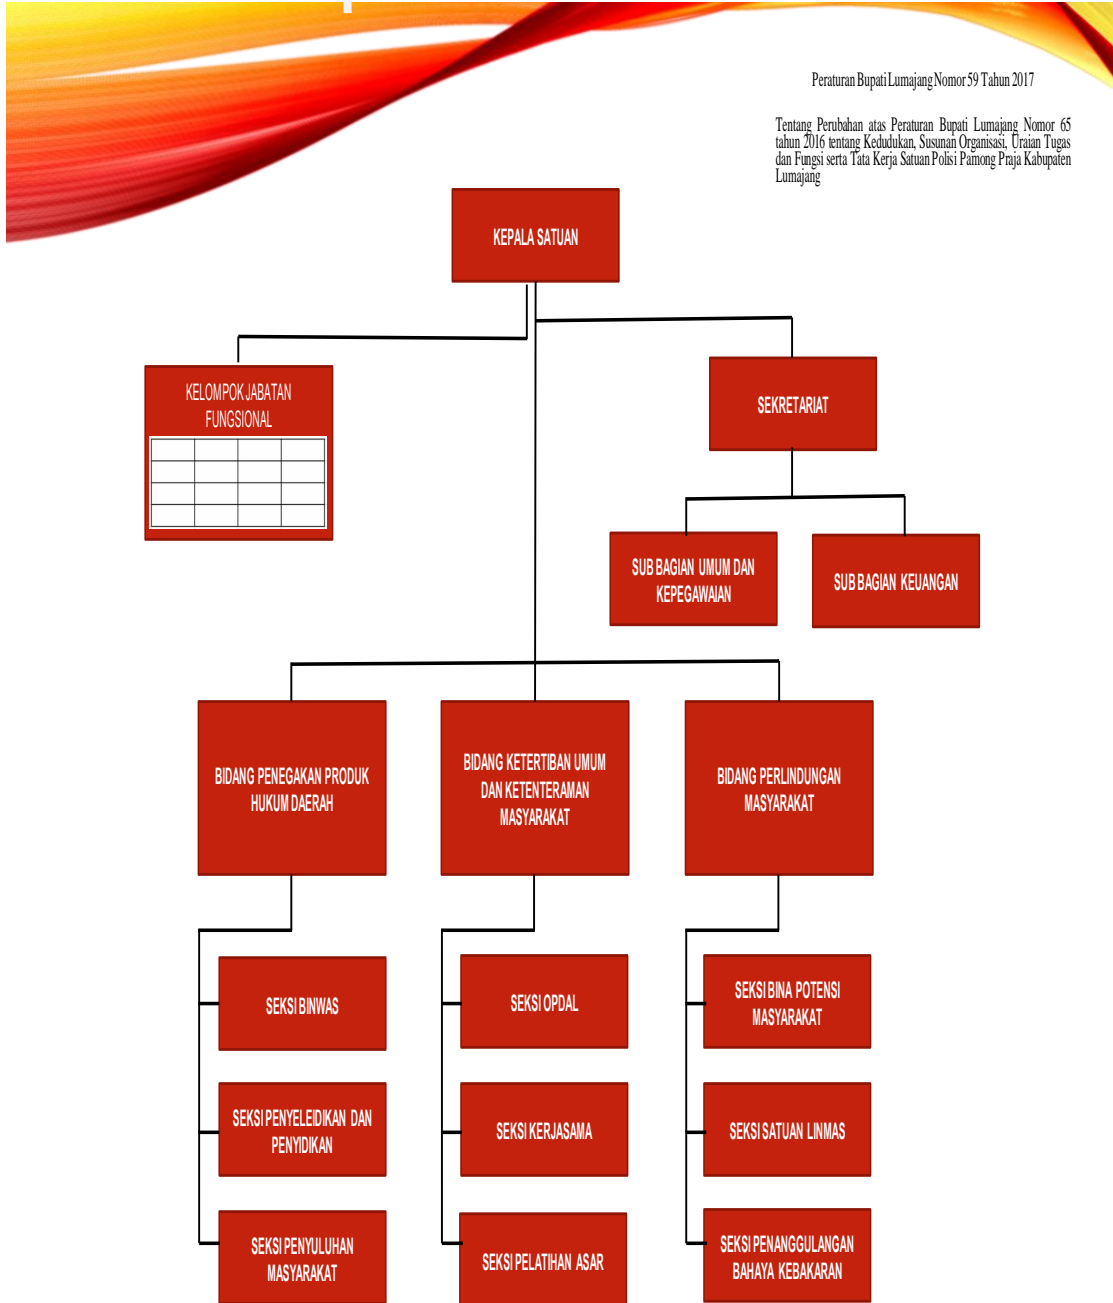 Peraturan Bupati Lumajang Nomor 59 Tahun 2017
Tentang Perubahan atas Peraturan Bupati Lumajang Nomor 65
tahun 2016 tentang Kedudukan, Susunan Organisasi, Uraian Tugas
dan Fungsi serta Tata Kerja Satuan Polisi Pamong Praja Kabupaten
Lumajang
KEPALA SATUAN
KELOMPOK JABATAN
FUNGSIONAL
SEKRETARIAT
SUB BAGIAN UMUM DAN
KEPEGAWAIAN
SUB BAGIAN KEUANGAN
BIDANG PENEGAKAN PRODUK
HUKUM DAERAH
BIDANG KETERTIBAN UMUM
DAN KETENTERAMAN
MASYARAKAT
BIDANG PERLINDUNGAN
MASYARAKAT
SEKSI BINWAS
SEKSI OPDAL
SEKSI BINA POTENSI
MASYARAKAT
SEKSI PENYELEIDIKAN DAN
PENYIDIKAN
SEKSI KERJASAMA
SEKSI SATUAN LINMAS
SEKSI PENYULUHAN
MASYARAKAT
SEKSI PELATIHAN ASAR
SEKSI PENANGGULANGAN
BAHAYA KEBAKARAN